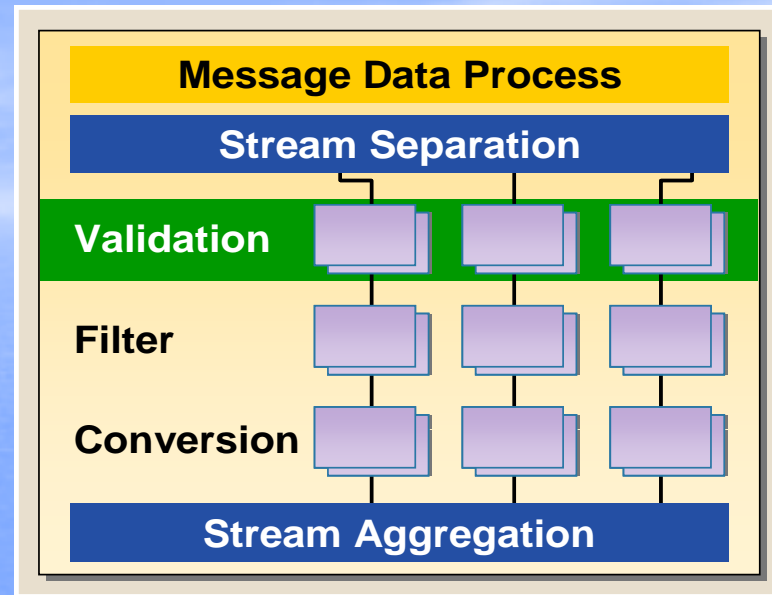 Message Data Process
Stream Separation
Validation
Filter
Conversion
Stream Aggregation